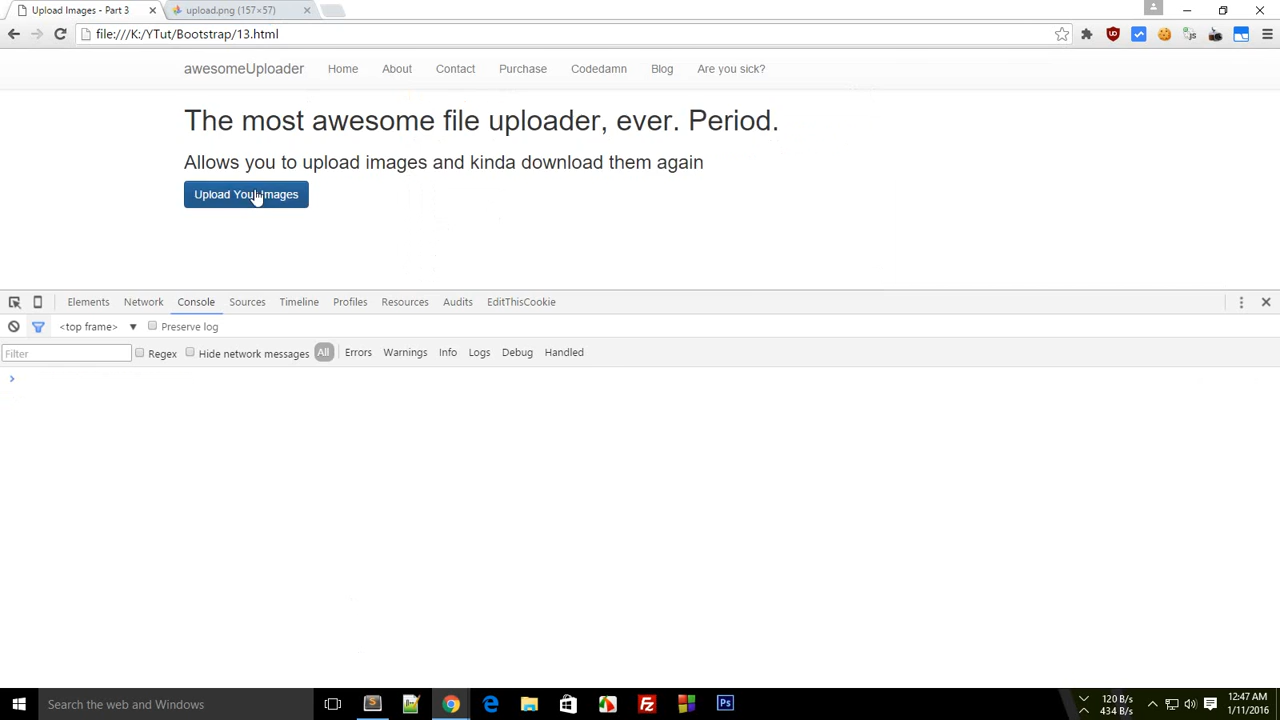 Upload Images - Part 3
upload.png (157×57)
file:///K:/YTut/Bootstrap/13.html
awesomeUploader Home About Contact Purchase Codedamn Blog Are you sick?
The most awesome file uploader, ever. Period.
Allows you to upload images and kinda download them again
Upload Your Images
Elements Network Console Sources Timeline Profiles Resources Audits EditThisCookie
<top frame> ▼ Preserve log
Filter Regex Hide network messages All Errors Warnings Info Logs Debug Handled
>
Search the web and Windows
Ps
120 B/s
434 B/s
12:47 AM
1/11/2016